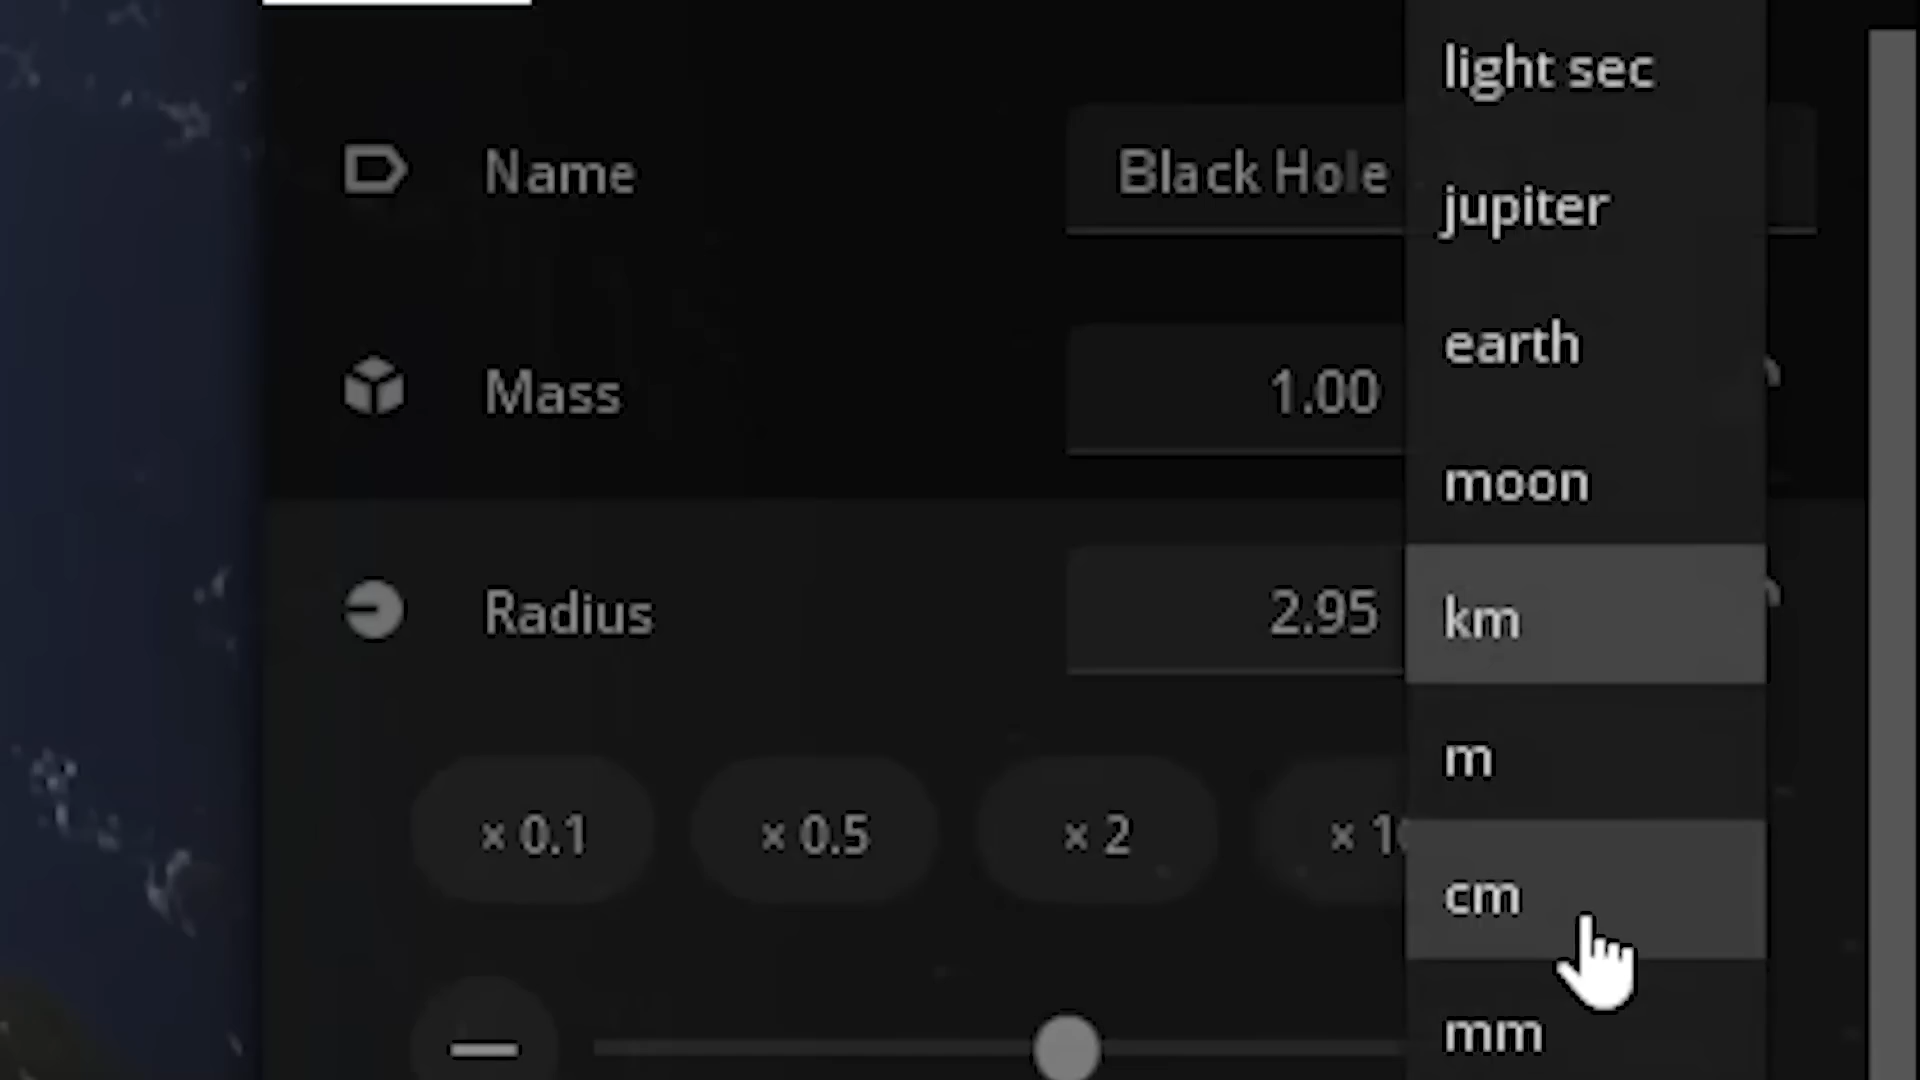 light sec
Name
Black Hole
jupiter
earth
Mass
1.00
moon
Radius
2.95
km
m
× 0.1
× 0.5
× 2
cm
mm